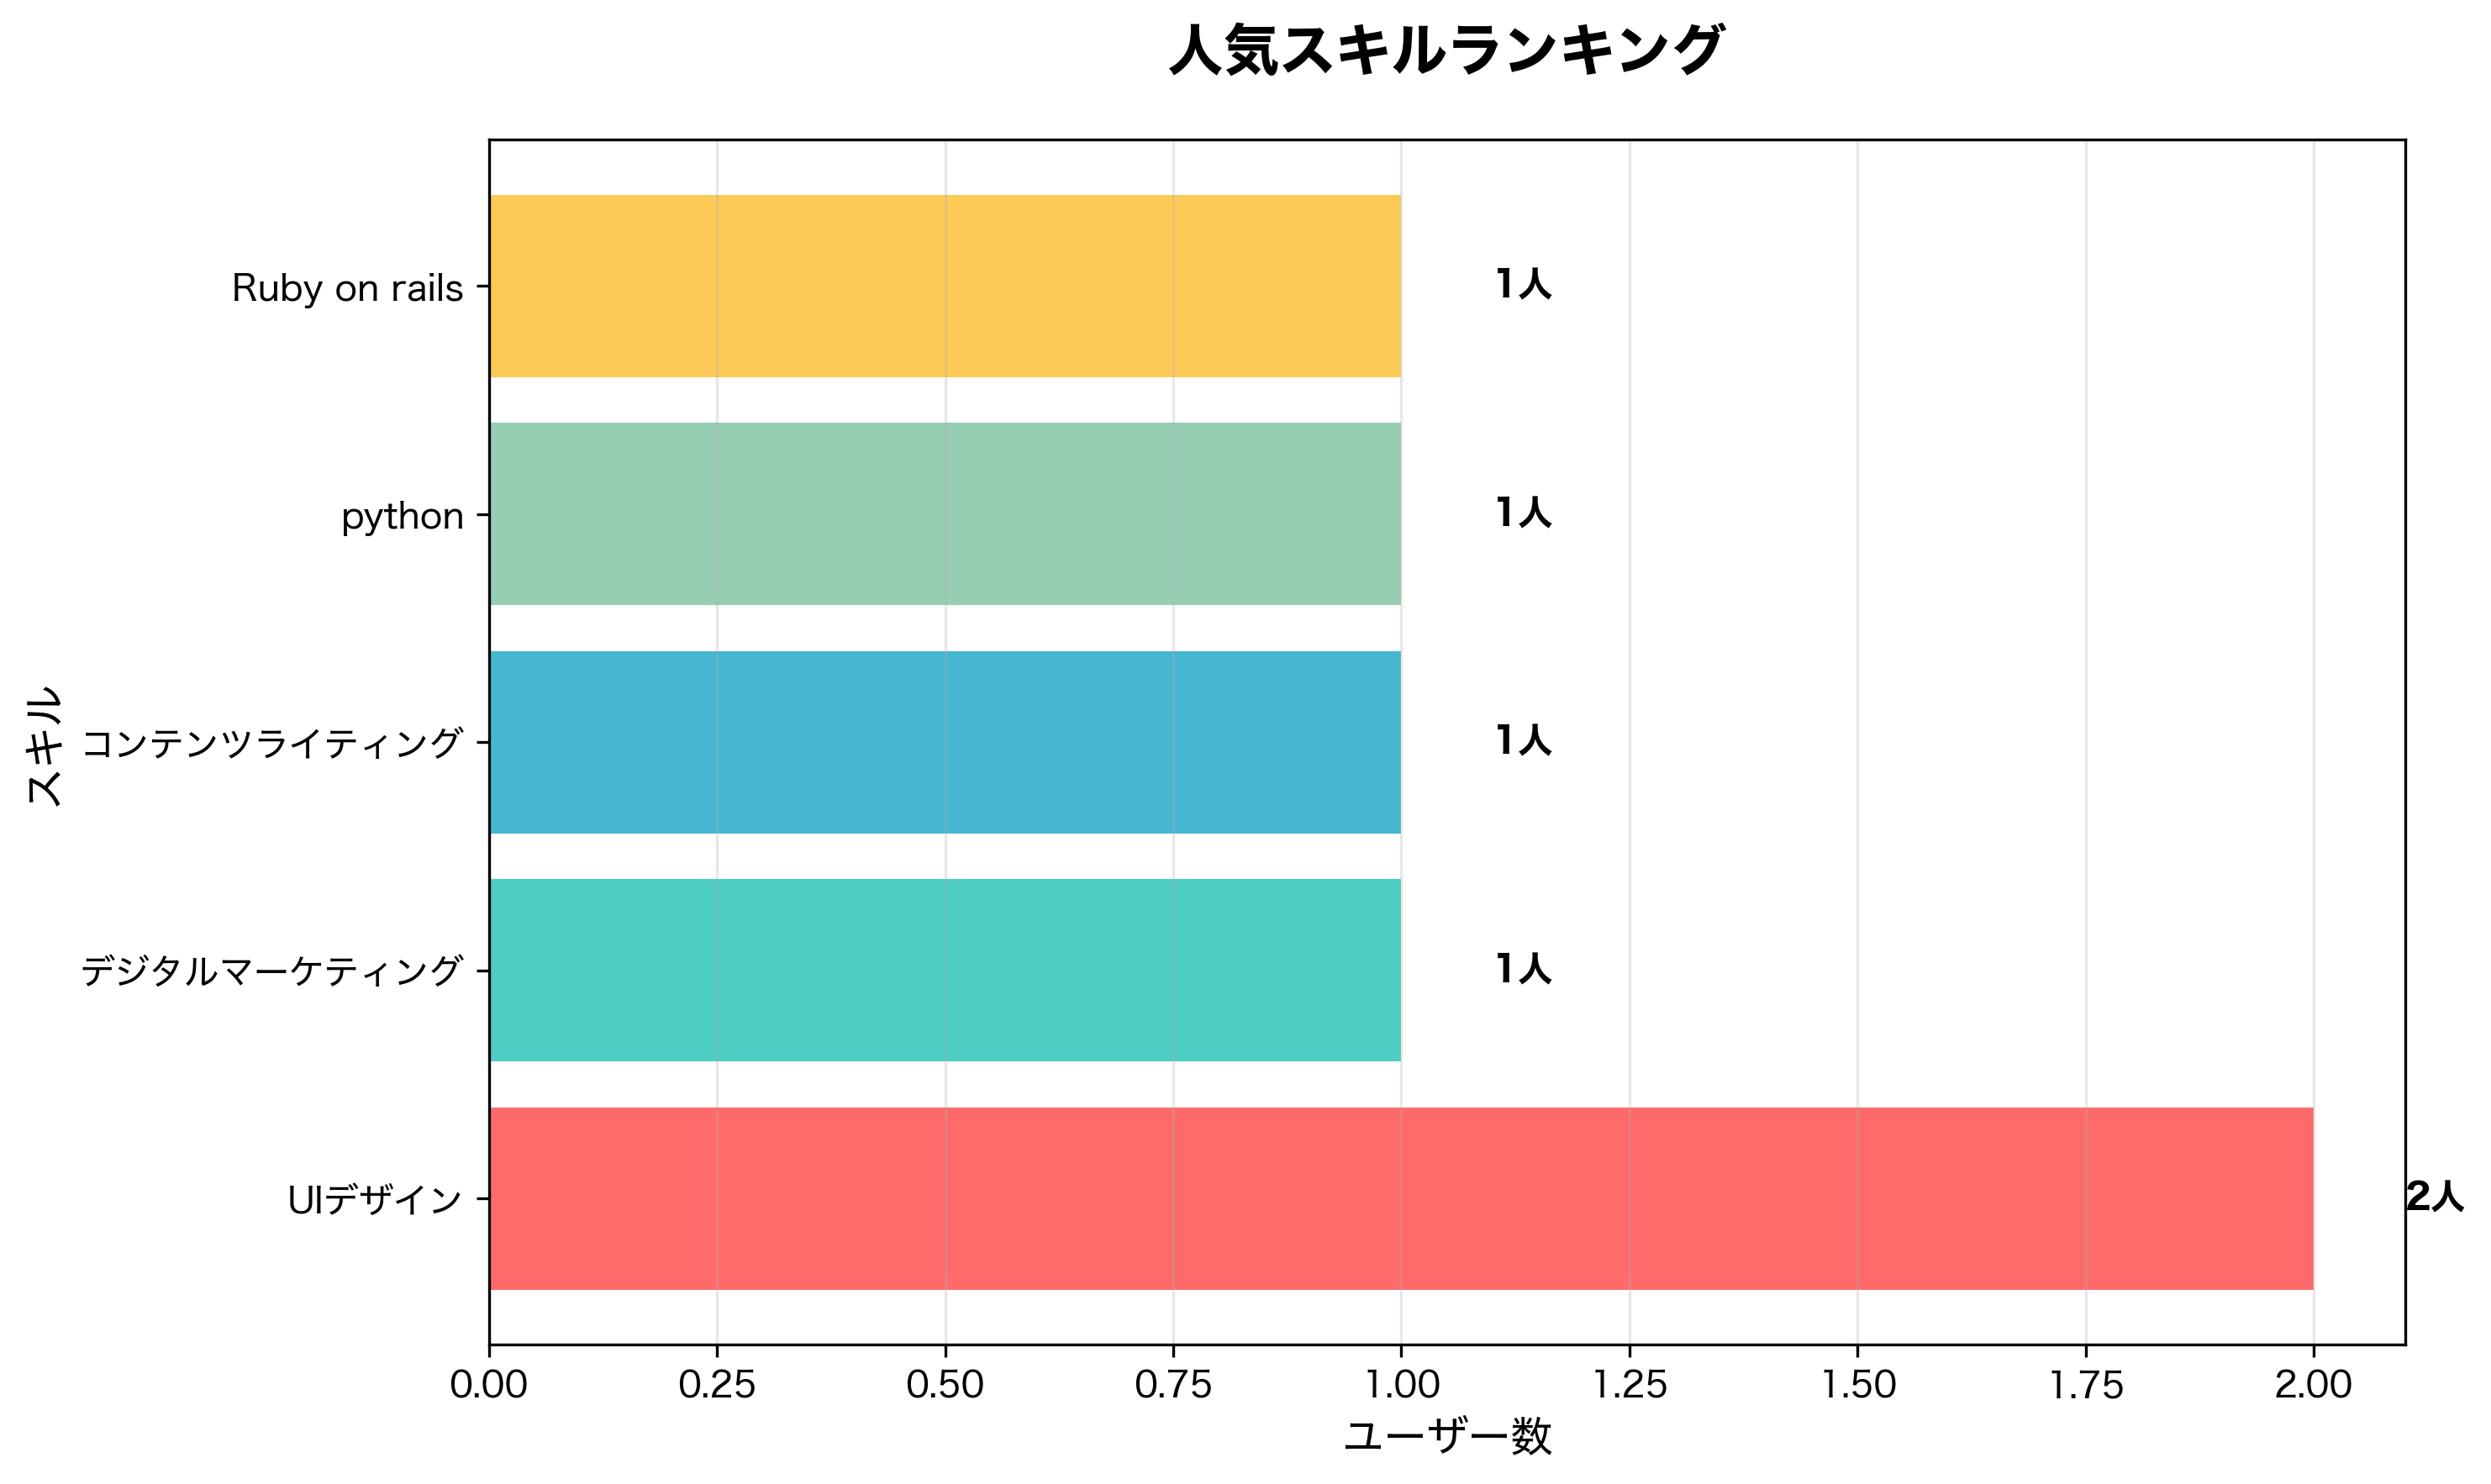 人気スキルランキング
スキル
Ruby on rails
1人
python
1人
コンテンツライティング
1人
デジタルマーケティング
1人
UIデザイン
2人
0.00 0.25 0.50 0.75 1.00 1.25 1.50 1.75 2.00
ユーザー数